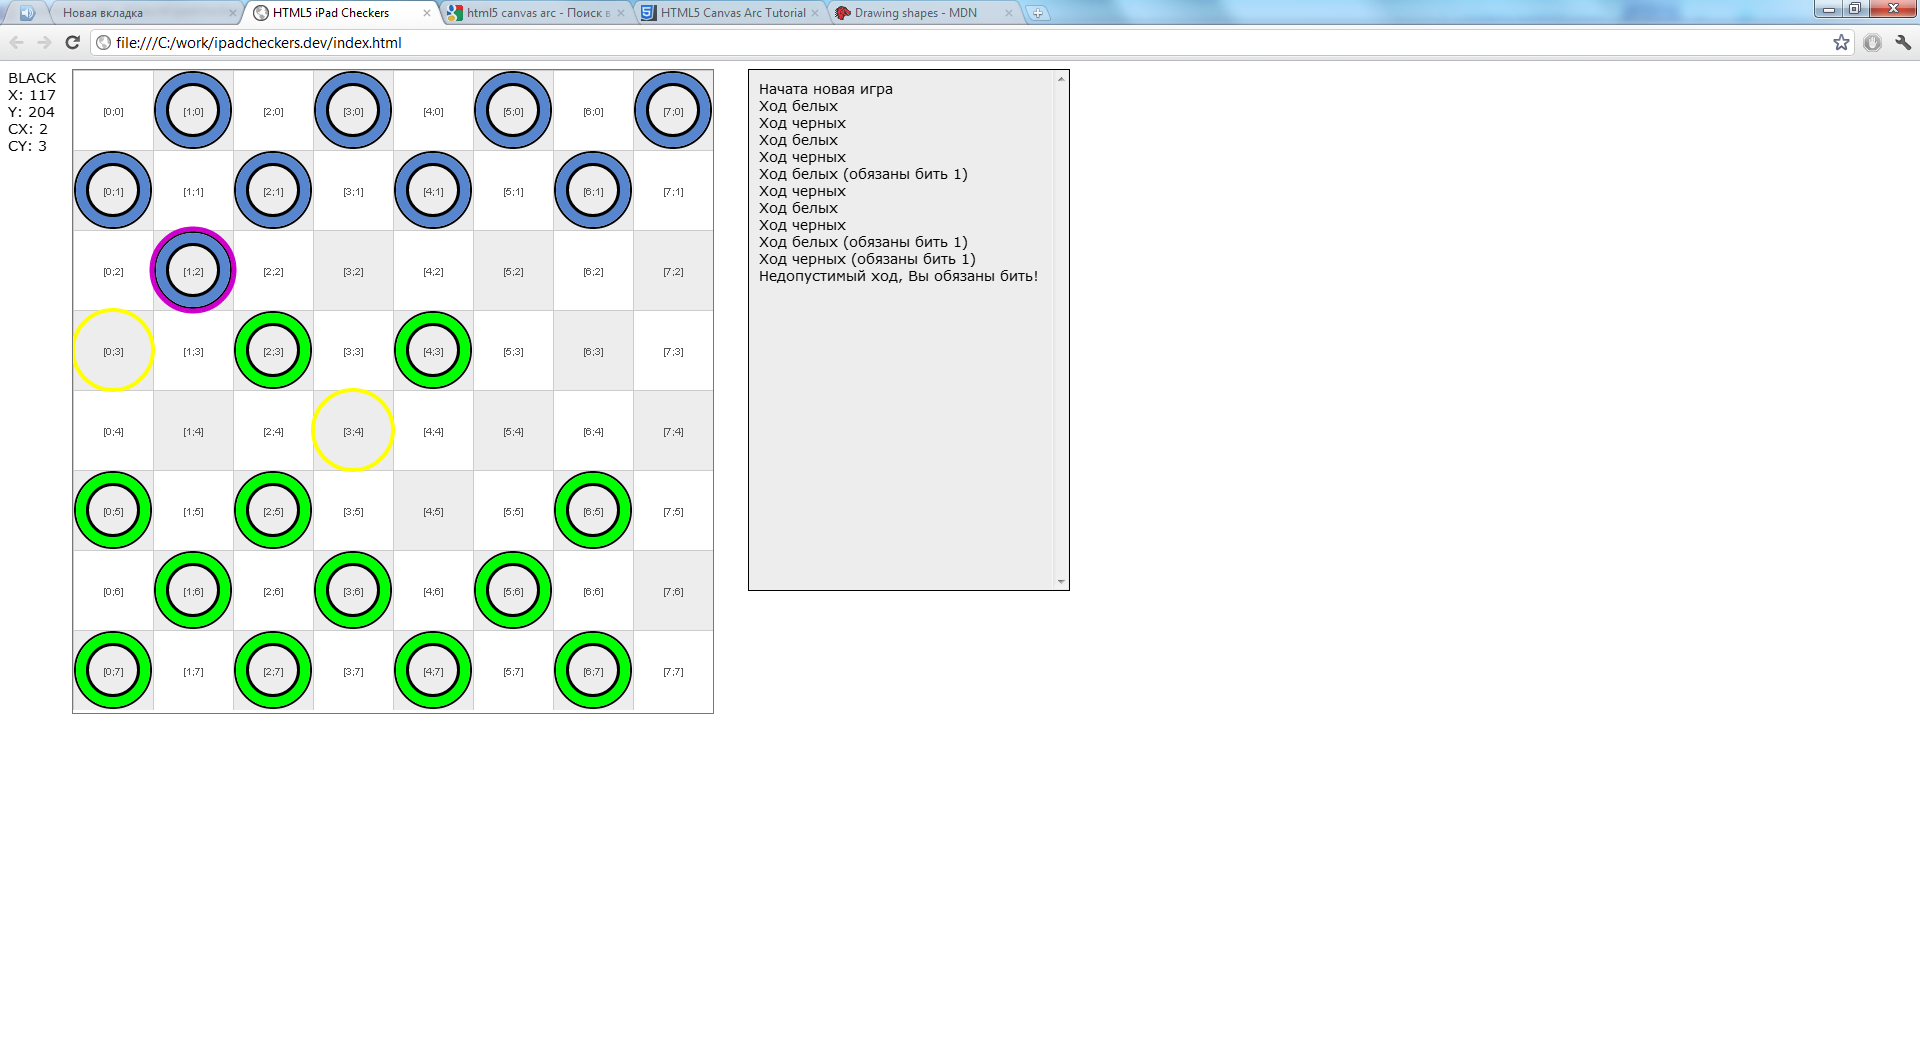 Новая вкладка
HTML5 iPad Checkers
html5 canvas arc - Поиск в
HTML5 Canvas Arc Tutorial
Drawing shapes - MDN
file:///C:/work/ipadcheckers.dev/index.html
BLACK
X: 117
Y: 204
CX: 2
CY: 3
[0;0] [1;0] [2;0] [3;0] [4;0] [5;0] [6;0] [7;0]
[0;1] [1;1] [2;1] [3;1] [4;1] [5;1] [6;1] [7;1]
[0;2] [1;2] [2;2] [3;2] [4;2] [5;2] [6;2] [7;2]
[0;3] [1;3] [2;3] [3;3] [4;3] [5;3] [6;3] [7;3]
[0;4] [1;4] [2;4] [3;4] [4;4] [5;4] [6;4] [7;4]
[0;5] [1;5] [2;5] [3;5] [4;5] [5;5] [6;5] [7;5]
[0;6] [1;6] [2;6] [3;6] [4;6] [5;6] [6;6] [7;6]
[0;7] [1;7] [2;7] [3;7] [4;7] [5;7] [6;7] [7;7]
Начата новая игра
Ход белых
Ход черных
Ход белых
Ход черных
Ход белых (обязаны бить 1)
Ход черных
Ход белых
Ход черных
Ход белых (обязаны бить 1)
Ход черных (обязаны бить 1)
Недопустимый ход, Вы обязаны бить!